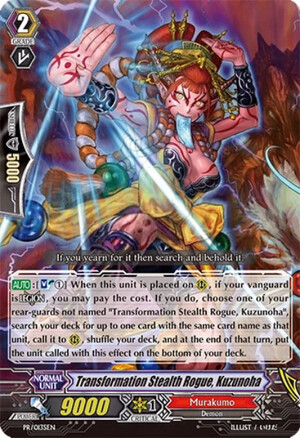 2
GRADE
SHIELD
5000
If you yearn for it then search and behold it.
AUTO : [ 1 ] When this unit is placed on , if your vanguard
is LEGION, you may pay the cost. If you do, choose one of your
rear-guards not named "Transformation Stealth Rogue, Kuzunoha",
search your deck for up to one card with the same card name as
that unit, call it to , shuffle your deck, and at the end of that turn, put
the unit called with this effect on the bottom of your deck.
NORMAL
UNIT
Transformation Stealth Rogue, Kuzunoha
POWER
9000
1
CRITICAL
Murakumo
Demon
PR/0135EN
ILLUST